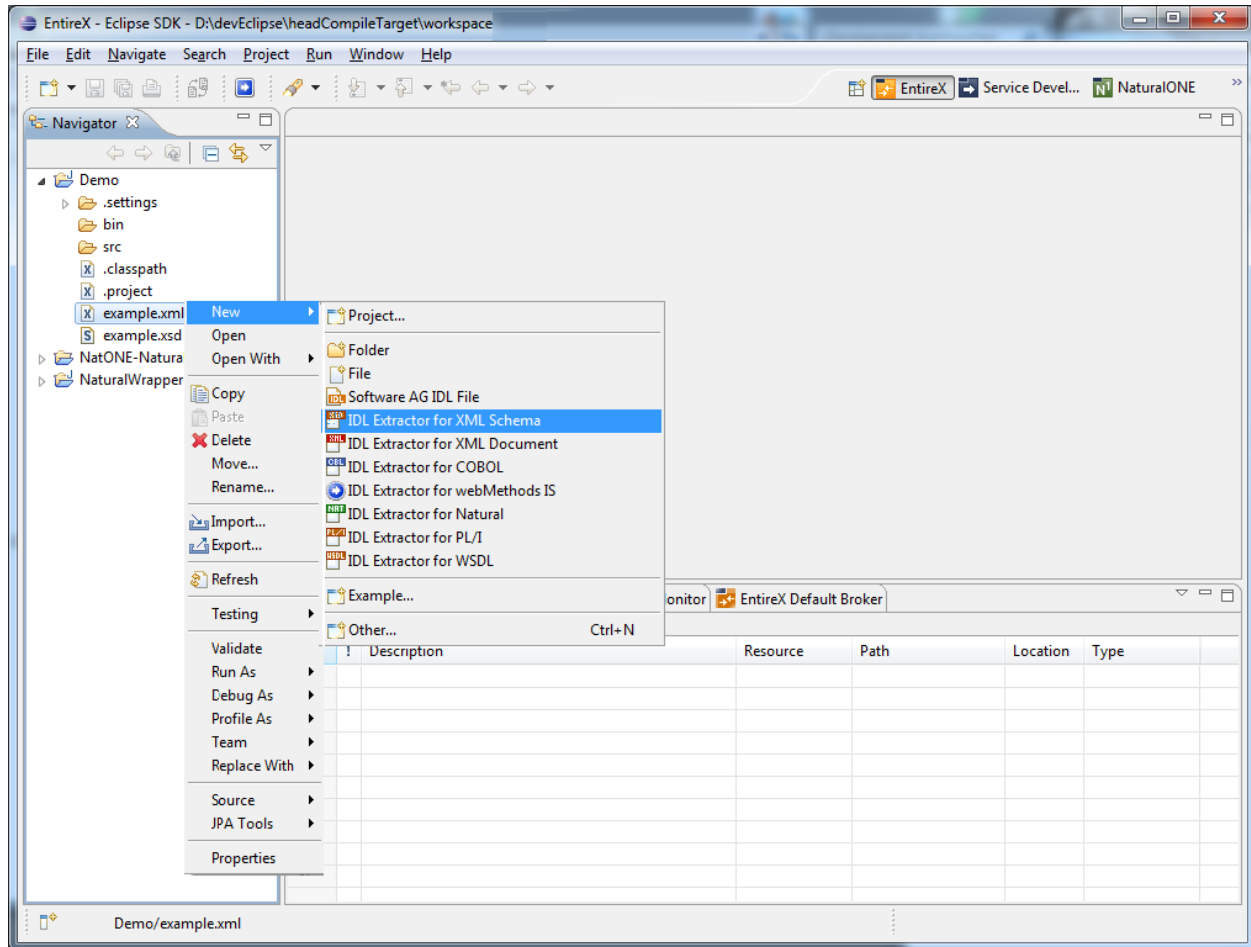 EntireX - Eclipse SDK - D:\devEclipse\headCompileTarget\workspace
File Edit Navigate Search Project Run Window Help
EntireX Service Devel... NaturalONE
Navigator
Demo
.settings
bin
src
.classpath
.project
example.xml
example.xsd
NatONE-Natura
NaturalWrapper
New
Open
Open With
Copy
Paste
Delete
Move...
Rename...
Import...
Export...
Refresh
Testing
Validate
Run As
Debug As
Profile As
Team
Replace With
Source
JPA Tools
Properties
Project...
Folder
File
Software AG IDL File
IDL Extractor for XML Schema
IDL Extractor for XML Document
IDL Extractor for COBOL
IDL Extractor for webMethods IS
IDL Extractor for Natural
IDL Extractor for PL/I
IDL Extractor for WSDL
Example...
Other... Ctrl+N
onitor EntireX Default Broker
! Description Resource Path Location Type
Demo/example.xml